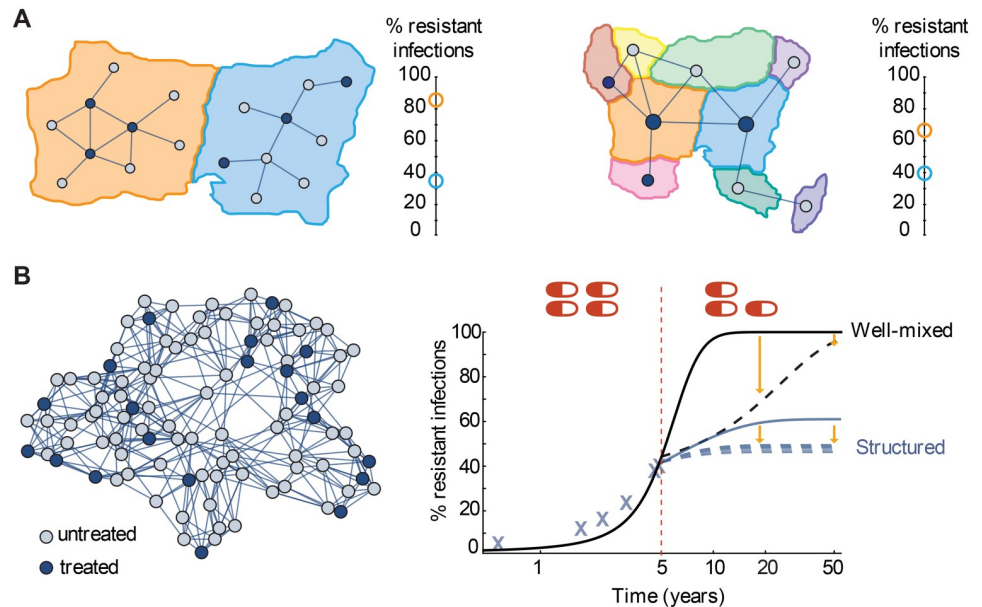 A
% resistant
infections
100
80
60
40
20
0
% resistant
infections
100
80
60
40
20
0
B
untreated
treated
% resistant infections
100
80
60
40
20
0
X X X X X
1
5
10
20
50
Time (years)
Well-mixed
Structured